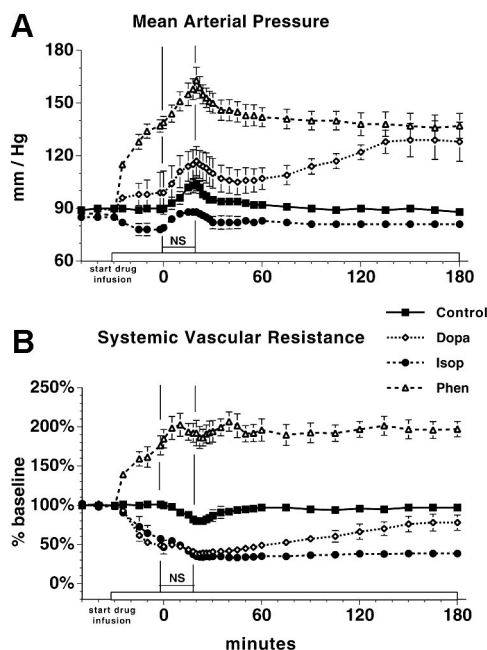 A
Mean Arterial Pressure
180
150
120
90
60
mm / Hg
NS
start drug
infusion
0
60
120
180
Control
Dopa
Isop
Phen
B
Systemic Vascular Resistance
250%
200%
150%
100%
50%
0%
% baseline
NS
start drug
infusion
0
60
120
180
minutes